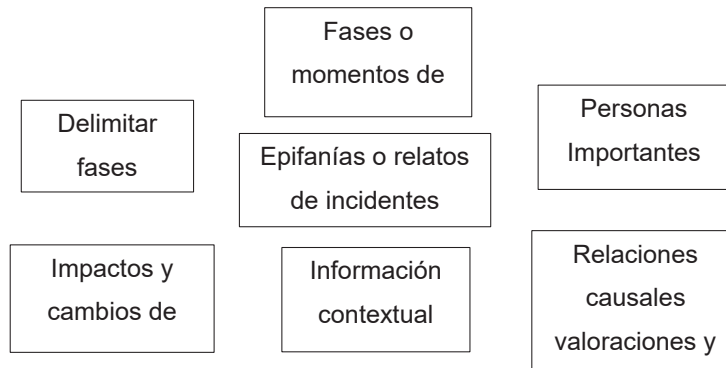 Fases o
momentos de
Delimitar
fases
Personas
Importantes
Epifanías o relatos
de incidentes
Impactos y
cambios de
Información
contextual
Relaciones
causales
valoraciones y